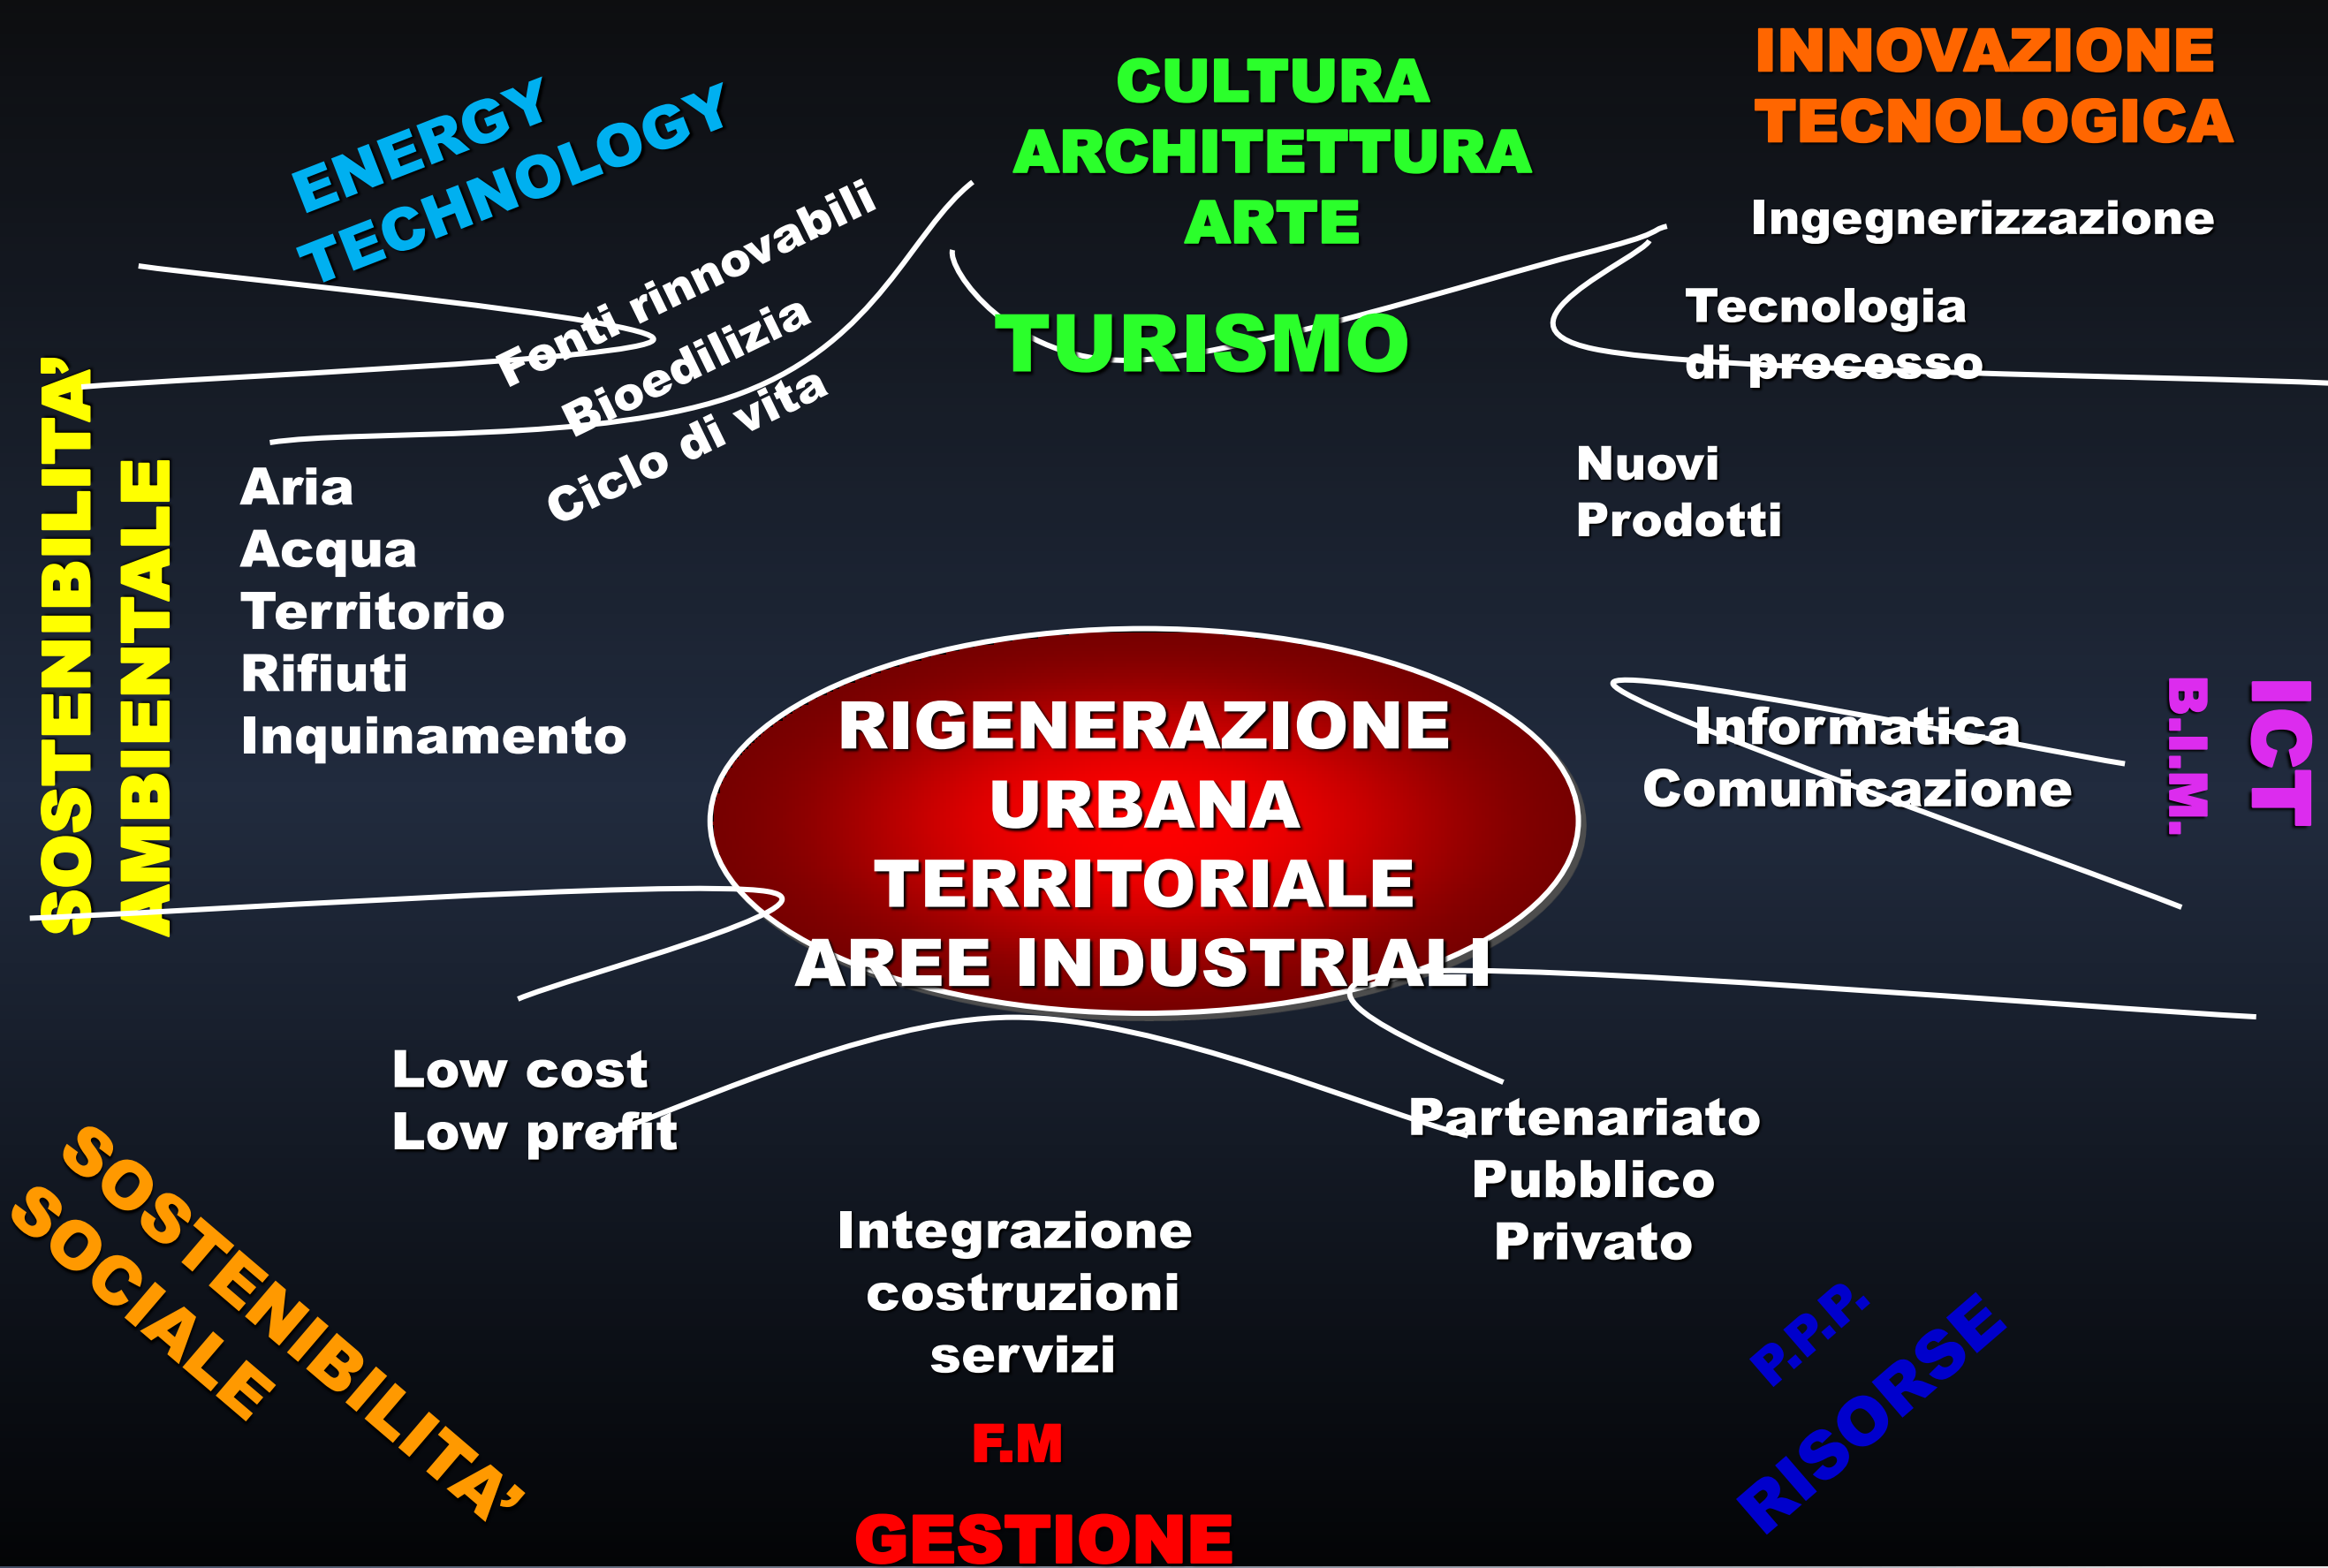 ENERGY
TECHNOLOGY
Fonti rinnovabili
Bioedilizia
Ciclo di vita
CULTURA
ARCHITETTURA
ARTE
TURISMO
INNOVAZIONE
TECNOLOGICA
Ingegnerizzazione
Tecnologia
di processo
Nuovi
Prodotti
SOSTENIBILITA’
AMBIENTALE
Aria
Acqua
Territorio
Rifiuti
Inquinamento
RIGENERAZIONE
URBANA
TERRITORIALE
AREE INDUSTRIALI
Informatica
Comunicazione
ICT
B.I.M.
Low cost
Low profit
SOSTENIBILITA’
SOCIALE
Integrazione
costruzioni
servizi
F.M
GESTIONE
Partenariato
Pubblico
Privato
P.P.P.
RISORSE